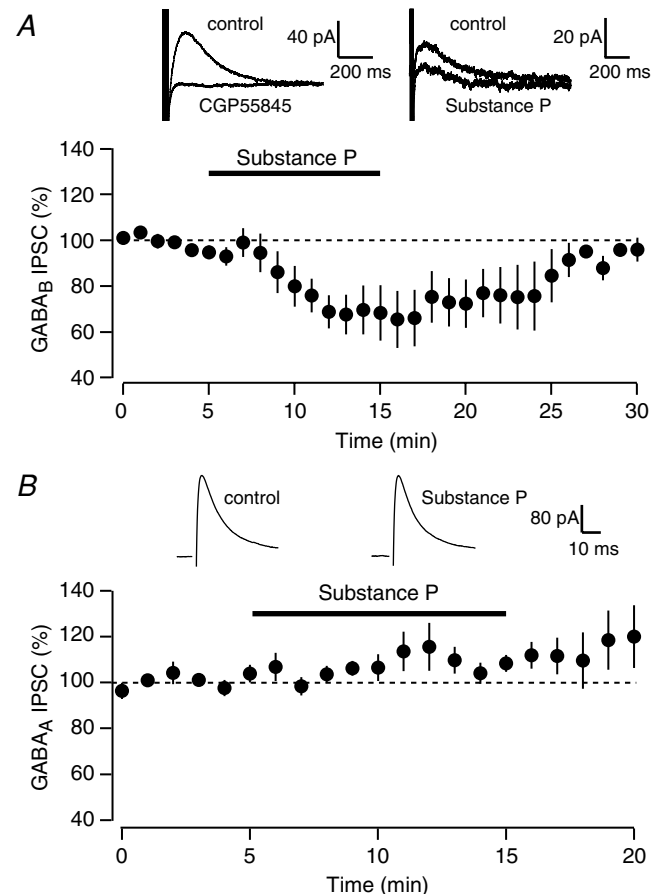 A
control
40 pA
200 ms
CGP55845
control
20 pA
200 ms
Substance P
140
120
100
80
60
40
GABAB IPSC (%)
Substance P
0 5 10 15 20 25 30
Time (min)
B
control
Substance P
80 pA
10 ms
140
120
100
80
60
40
GABAA IPSC (%)
Substance P
0 5 10 15 20
Time (min)